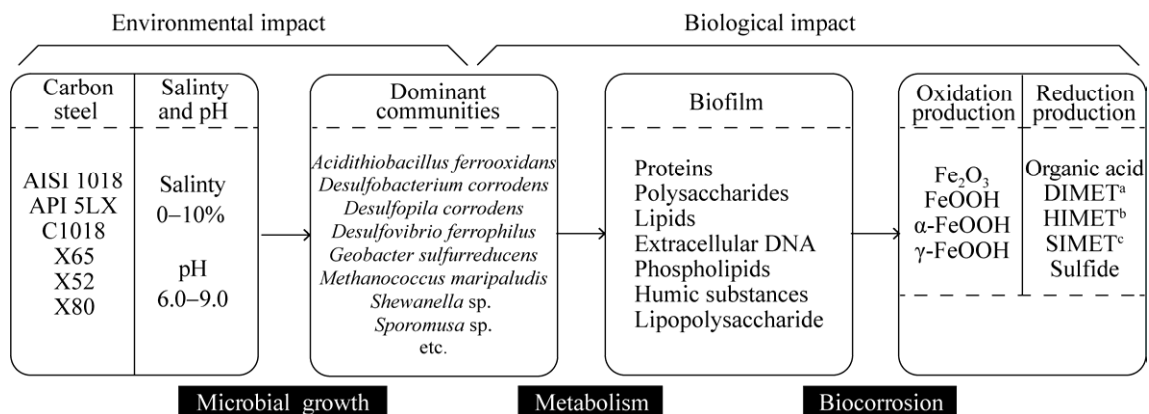 Environmental impact
Biological impact
Carbon
steel
AISI 1018
API 5LX
C1018
X65
X52
X80
Salinty
and pH
Salinity
0–10%
pH
6.0–9.0
Dominant
communities
Acidithiobacillus ferrooxidans
Desulfobacterium corrodens
Desulfopila corrodens
Desulfovibrio ferrophilus
Geobacter sulfurreducens
Methanococcus maripaludis
Shewanella sp.
Sporomusa sp.
etc.
Biofilm
Proteins
Polysaccharides
Lipids
Extracellular DNA
Phospholipids
Humic substances
Lipopolysaccharide
Oxidation
production
Fe₂O₃
FeOOH
α-FeOOH
γ-FeOOH
Reduction
production
Organic acid
DIMETᵃ
HIMETᵇ
SIMETᶜ
Sulfide
Microbial growth
Metabolism
Biocorrosion